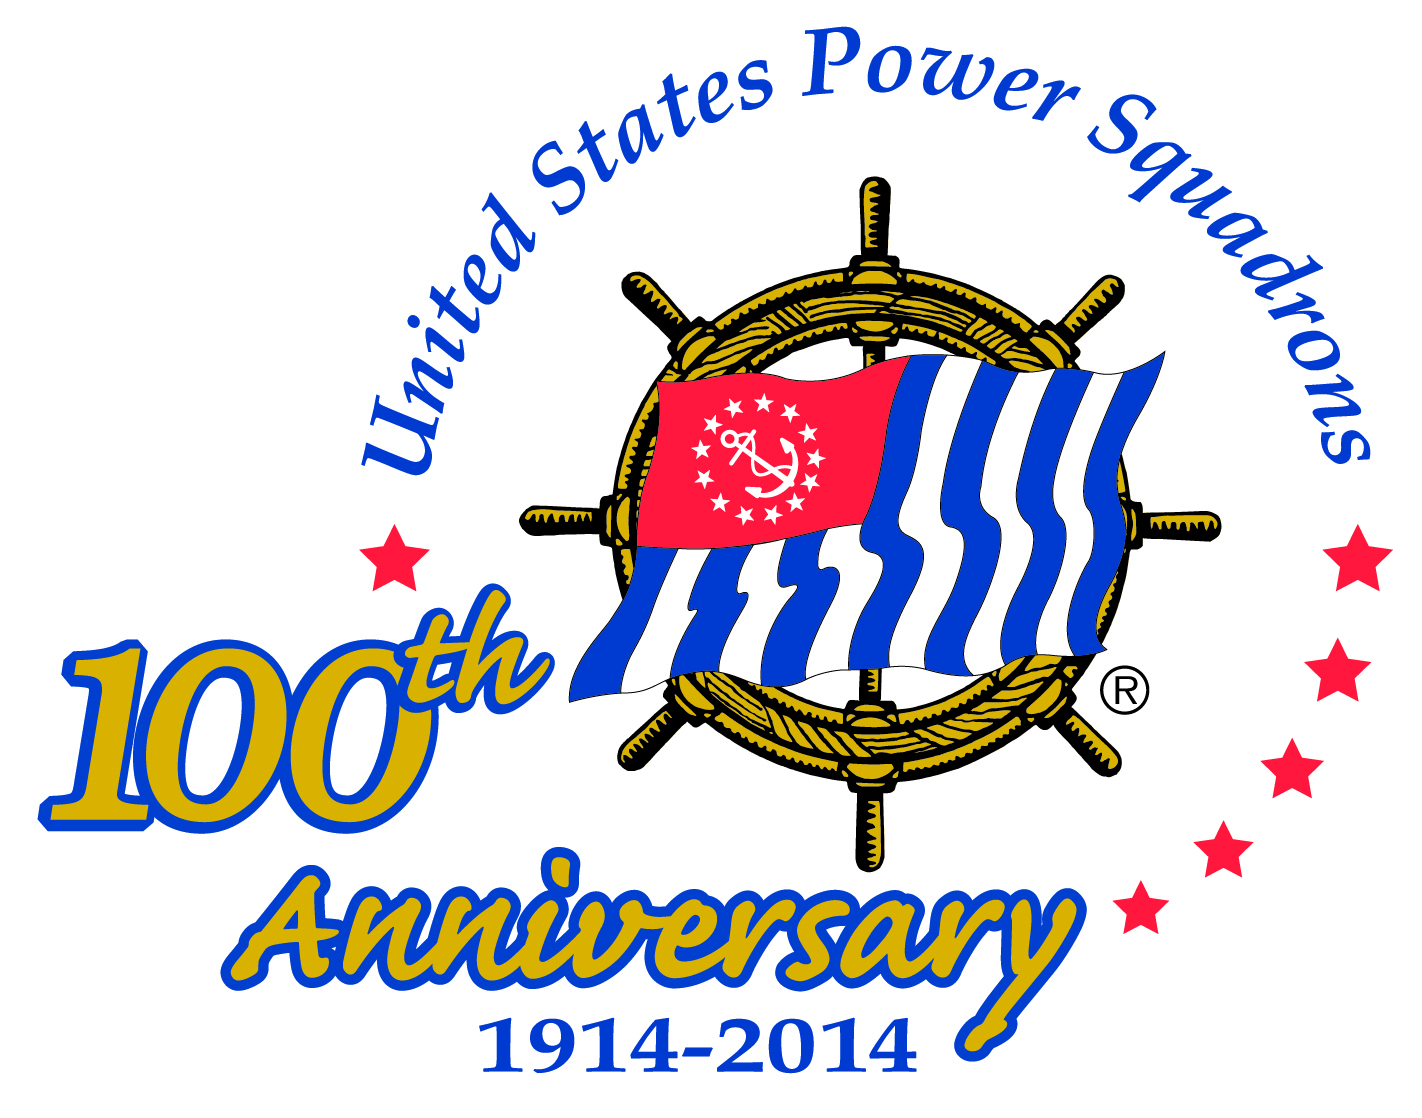 United States Power Squadrons
®
100th
Anniversary
1914-2014